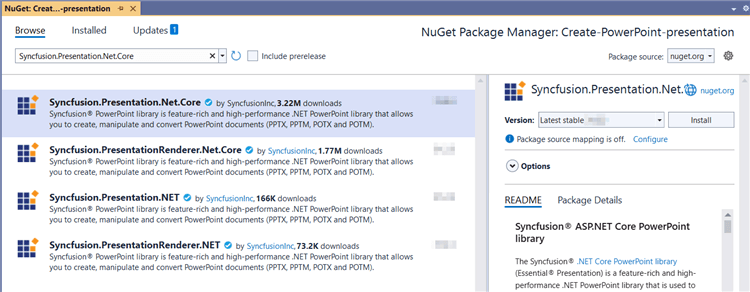 NuGet: Creat...-presentation
Browse Installed Updates 1
NuGet Package Manager: Create-PowerPoint-presentation
Syncfusion.Presentation.Net.Core
Include prerelease
Package source: nuget.org
Syncfusion.Presentation.Net.Core by SyncfusionInc, 3.22M downloads
Syncfusion® PowerPoint library is feature-rich and high-performance .NET PowerPoint library that allows
you to create, manipulate and convert PowerPoint documents (PPTX, PPTM, POTX and POTM).
Syncfusion.PresentationRenderer.Net.Core by SyncfusionInc, 1.77M downloads
Syncfusion® PowerPoint library is feature-rich and high-performance .NET PowerPoint library that allows
you to create, manipulate and convert PowerPoint documents (PPTX, PPTM, POTX and POTM).
Syncfusion.Presentation.NET by SyncfusionInc, 166K downloads
Syncfusion® PowerPoint library is feature-rich and high-performance .NET PowerPoint library that allows
you to create, manipulate and convert PowerPoint documents (PPTX, PPTM, POTX and POTM).
Syncfusion.PresentationRenderer.NET by SyncfusionInc, 73.2K downloads
Syncfusion® PowerPoint library is feature-rich and high-performance .NET PowerPoint library that allows
you to create, manipulate and convert PowerPoint documents (PPTX, PPTM, POTX and POTM).
Syncfusion.Presentation.Net. nuget.org
Version: Latest stable Install
Package source mapping is off. Configure
Options
README Package Details
Syncfusion® ASP.NET Core PowerPoint
library
The Syncfusion® .NET Core PowerPoint library
(Essential® Presentation) is a feature-rich and high-
performance .NET PowerPoint library that is used to